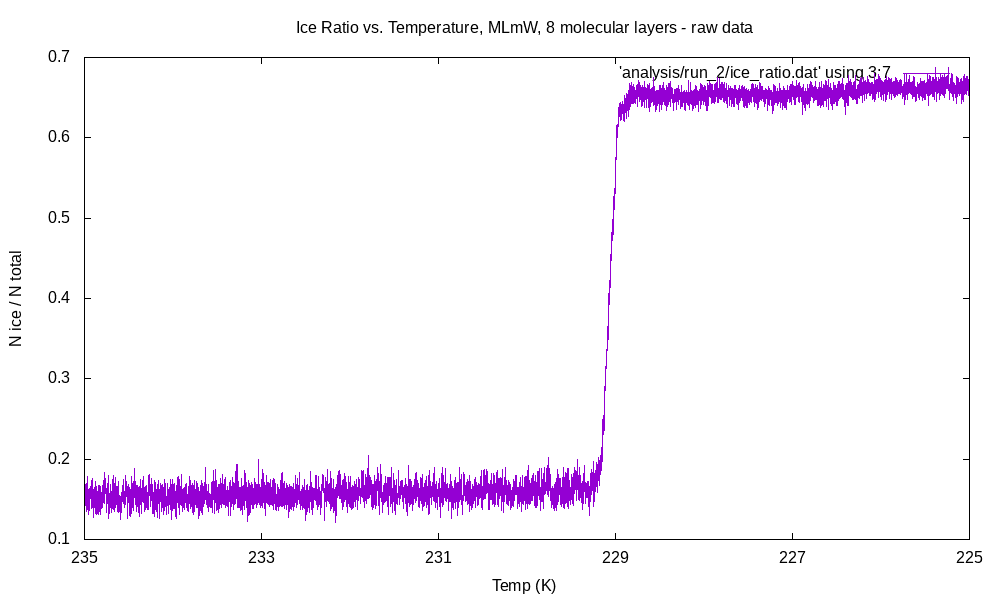 Ice Ratio vs. Temperature, MLmW, 8 molecular layers - raw data
0.7
'analysis/run_2/ice_ratio.dat' using 3:7
0.6
0.5
0.4
0.3
0.2
0.1
N ice / N total
235 233 231 229 227 225
Temp (K)